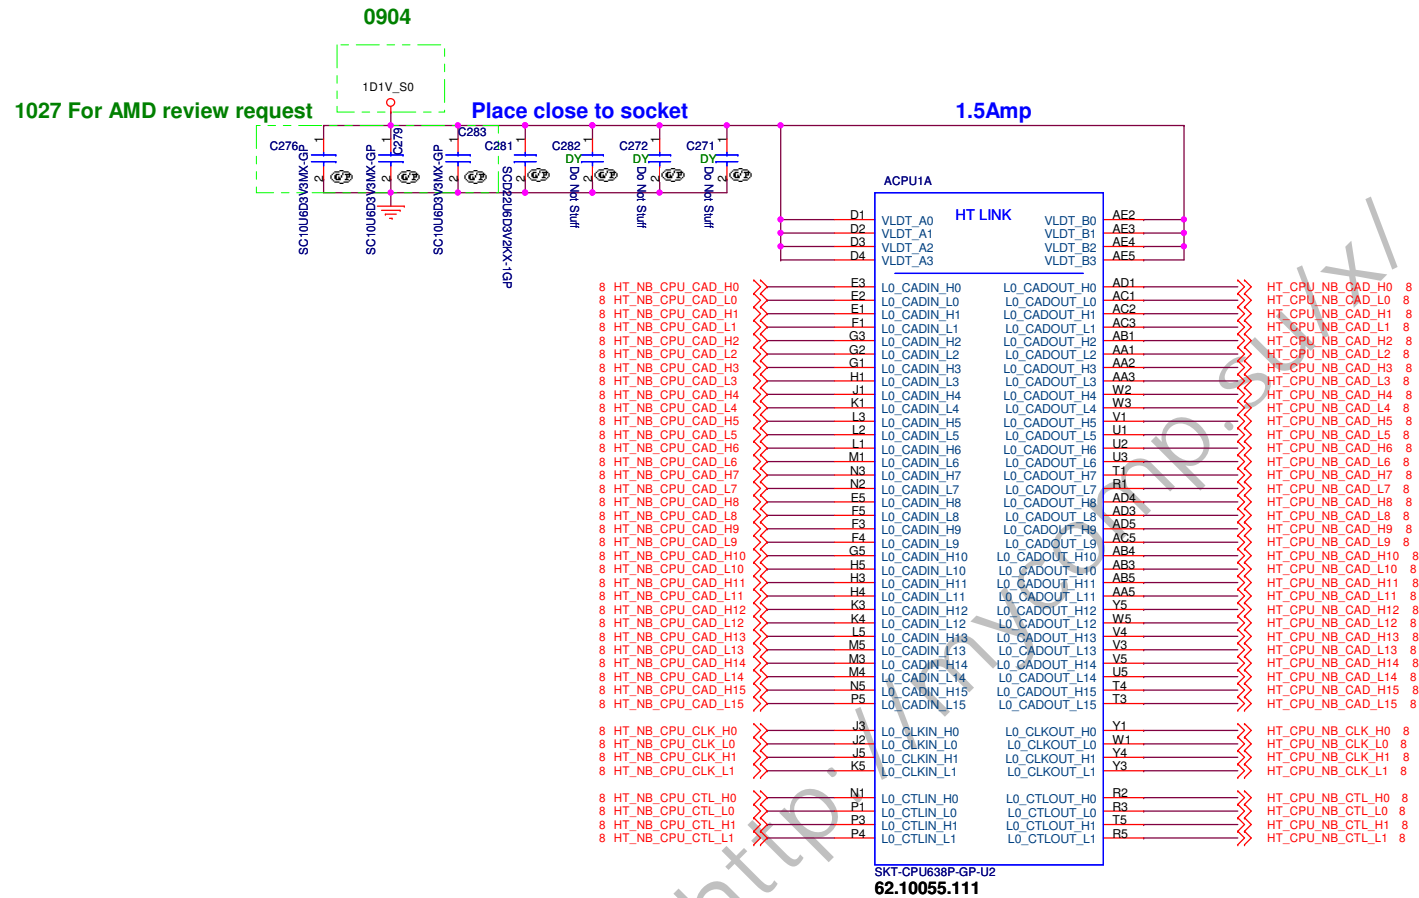 0904
1D1V_S0
1027 For AMD review request
Place close to socket
1.5Amp
C276
C279
C283
C281
C282
C272
C271
DY
DY
DY
1
1
1
1
1
1
1
2
2
2
2
2
2
2
SC10U6D3V3MX-GP
SC10U6D3V3MX-GP
SC10U6D3V3MX-GP
SCD22U6D3V2KX-1GP
Do Not Stuff
Do Not Stuff
Do Not Stuff
ACPU1A
HT LINK
D1 VLDT_A0 VLDT_B0 AE2
D2 VLDT_A1 VLDT_B1 AE3
D3 VLDT_A2 VLDT_B2 AE4
D4 VLDT_A3 VLDT_B3 AE5
8 HT_NB_CPU_CAD_H0 E3 L0_CADIN_H0 L0_CADOUT_H0 AD1 HT_CPU_NB_CAD_H0 8
8 HT_NB_CPU_CAD_L0 E2 L0_CADIN_L0 L0_CADOUT_L0 AC1 HT_CPU_NB_CAD_L0 8
8 HT_NB_CPU_CAD_H1 E1 L0_CADIN_H1 L0_CADOUT_H1 AC2 HT_CPU_NB_CAD_H1 8
8 HT_NB_CPU_CAD_L1 F1 L0_CADIN_L1 L0_CADOUT_L1 AC3 HT_CPU_NB_CAD_L1 8
8 HT_NB_CPU_CAD_H2 G3 L0_CADIN_H2 L0_CADOUT_H2 AB1 HT_CPU_NB_CAD_H2 8
8 HT_NB_CPU_CAD_L2 G2 L0_CADIN_L2 L0_CADOUT_L2 AA1 HT_CPU_NB_CAD_L2 8
8 HT_NB_CPU_CAD_H3 G1 L0_CADIN_H3 L0_CADOUT_H3 AA2 HT_CPU_NB_CAD_H3 8
8 HT_NB_CPU_CAD_L3 H1 L0_CADIN_L3 L0_CADOUT_L3 AA3 HT_CPU_NB_CAD_L3 8
8 HT_NB_CPU_CAD_H4 J1 L0_CADIN_H4 L0_CADOUT_H4 W2 HT_CPU_NB_CAD_H4 8
8 HT_NB_CPU_CAD_L4 K1 L0_CADIN_L4 L0_CADOUT_L4 W3 HT_CPU_NB_CAD_L4 8
8 HT_NB_CPU_CAD_H5 L3 L0_CADIN_H5 L0_CADOUT_H5 V1 HT_CPU_NB_CAD_H5 8
8 HT_NB_CPU_CAD_L5 L2 L0_CADIN_L5 L0_CADOUT_L5 U1 HT_CPU_NB_CAD_L5 8
8 HT_NB_CPU_CAD_H6 L1 L0_CADIN_H6 L0_CADOUT_H6 U2 HT_CPU_NB_CAD_H6 8
8 HT_NB_CPU_CAD_L6 M1 L0_CADIN_L6 L0_CADOUT_L6 U3 HT_CPU_NB_CAD_L6 8
8 HT_NB_CPU_CAD_H7 N3 L0_CADIN_H7 L0_CADOUT_H7 T1 HT_CPU_NB_CAD_H7 8
8 HT_NB_CPU_CAD_L7 N2 L0_CADIN_L7 L0_CADOUT_L7 R1 HT_CPU_NB_CAD_L7 8
8 HT_NB_CPU_CAD_H8 E5 L0_CADIN_H8 L0_CADOUT_H8 AD4 HT_CPU_NB_CAD_H8 8
8 HT_NB_CPU_CAD_L8 F5 L0_CADIN_L8 L0_CADOUT_L8 AD3 HT_CPU_NB_CAD_L8 8
8 HT_NB_CPU_CAD_H9 F3 L0_CADIN_H9 L0_CADOUT_H9 AD5 HT_CPU_NB_CAD_H9 8
8 HT_NB_CPU_CAD_L9 F4 L0_CADIN_L9 L0_CADOUT_L9 AC5 HT_CPU_NB_CAD_L9 8
8 HT_NB_CPU_CAD_H10 G5 L0_CADIN_H10 L0_CADOUT_H10 AB4 HT_CPU_NB_CAD_H10 8
8 HT_NB_CPU_CAD_L10 H5 L0_CADIN_L10 L0_CADOUT_L10 AB3 HT_CPU_NB_CAD_L10 8
8 HT_NB_CPU_CAD_H11 H3 L0_CADIN_H11 L0_CADOUT_H11 AB5 HT_CPU_NB_CAD_H11 8
8 HT_NB_CPU_CAD_L11 H4 L0_CADIN_L11 L0_CADOUT_L11 AA5 HT_CPU_NB_CAD_L11 8
8 HT_NB_CPU_CAD_H12 K3 L0_CADIN_H12 L0_CADOUT_H12 Y5 HT_CPU_NB_CAD_H12 8
8 HT_NB_CPU_CAD_L12 K4 L0_CADIN_L12 L0_CADOUT_L12 W5 HT_CPU_NB_CAD_L12 8
8 HT_NB_CPU_CAD_H13 L5 L0_CADIN_H13 L0_CADOUT_H13 V4 HT_CPU_NB_CAD_H13 8
8 HT_NB_CPU_CAD_L13 M5 L0_CADIN_L13 L0_CADOUT_L13 V3 HT_CPU_NB_CAD_L13 8
8 HT_NB_CPU_CAD_H14 M3 L0_CADIN_H14 L0_CADOUT_H14 V5 HT_CPU_NB_CAD_H14 8
8 HT_NB_CPU_CAD_L14 M4 L0_CADIN_L14 L0_CADOUT_L14 U5 HT_CPU_NB_CAD_L14 8
8 HT_NB_CPU_CAD_H15 N5 L0_CADIN_H15 L0_CADOUT_H15 T4 HT_CPU_NB_CAD_H15 8
8 HT_NB_CPU_CAD_L15 P5 L0_CADIN_L15 L0_CADOUT_L15 T3 HT_CPU_NB_CAD_L15 8
8 HT_NB_CPU_CLK_H0 J3 L0_CLKIN_H0 L0_CLKOUT_H0 Y1 HT_CPU_NB_CLK_H0 8
8 HT_NB_CPU_CLK_L0 J2 L0_CLKIN_L0 L0_CLKOUT_L0 W1 HT_CPU_NB_CLK_L0 8
8 HT_NB_CPU_CLK_H1 J5 L0_CLKIN_H1 L0_CLKOUT_H1 Y4 HT_CPU_NB_CLK_H1 8
8 HT_NB_CPU_CLK_L1 K5 L0_CLKIN_L1 L0_CLKOUT_L1 Y3 HT_CPU_NB_CLK_L1 8
8 HT_NB_CPU_CTL_H0 N1 L0_CTLIN_H0 L0_CTLOUT_H0 R2 HT_CPU_NB_CTL_H0 8
8 HT_NB_CPU_CTL_L0 P1 L0_CTLIN_L0 L0_CTLOUT_L0 R3 HT_CPU_NB_CTL_L0 8
8 HT_NB_CPU_CTL_H1 P3 L0_CTLIN_H1 L0_CTLOUT_H1 T5 HT_CPU_NB_CTL_H1 8
8 HT_NB_CPU_CTL_L1 P4 L0_CTLIN_L1 L0_CTLOUT_L1 R5 HT_CPU_NB_CTL_L1 8
SKT-CPU638P-GP-U2
62.10055.111
http://mycomp.su/x/